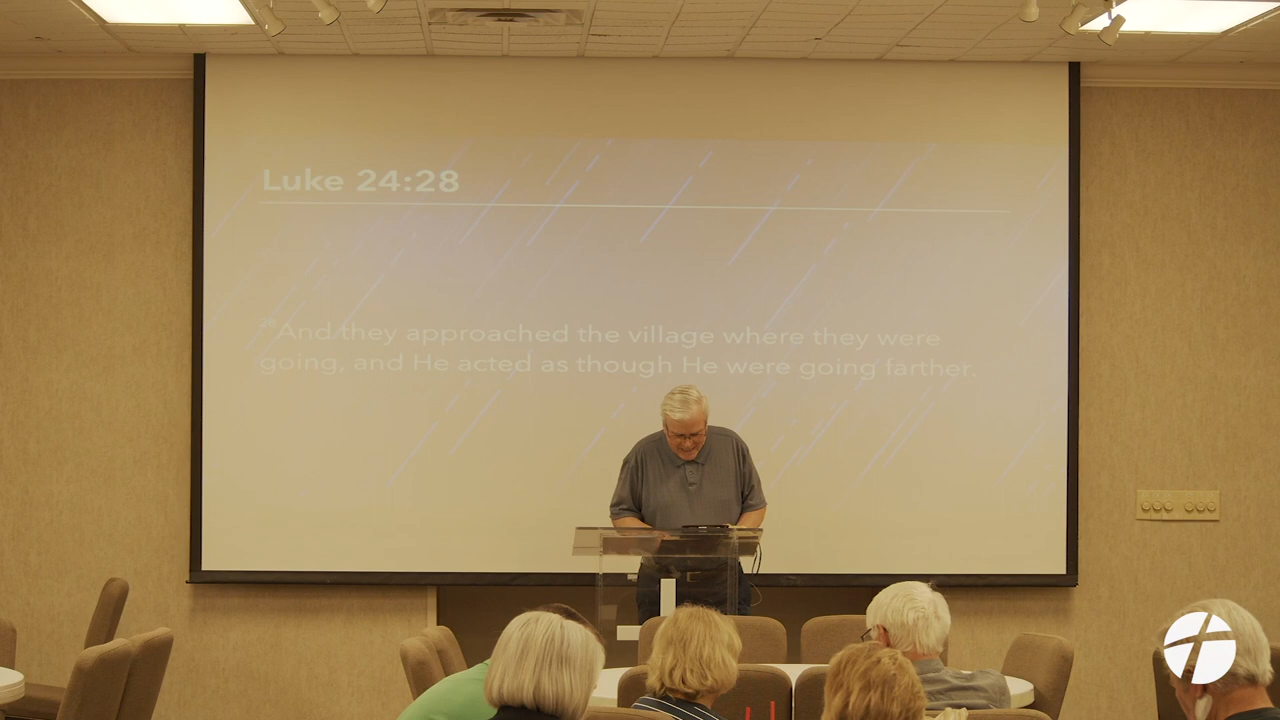 Luke 24:28
“And they approached the village where they were
going, and He acted as though He were going farther.